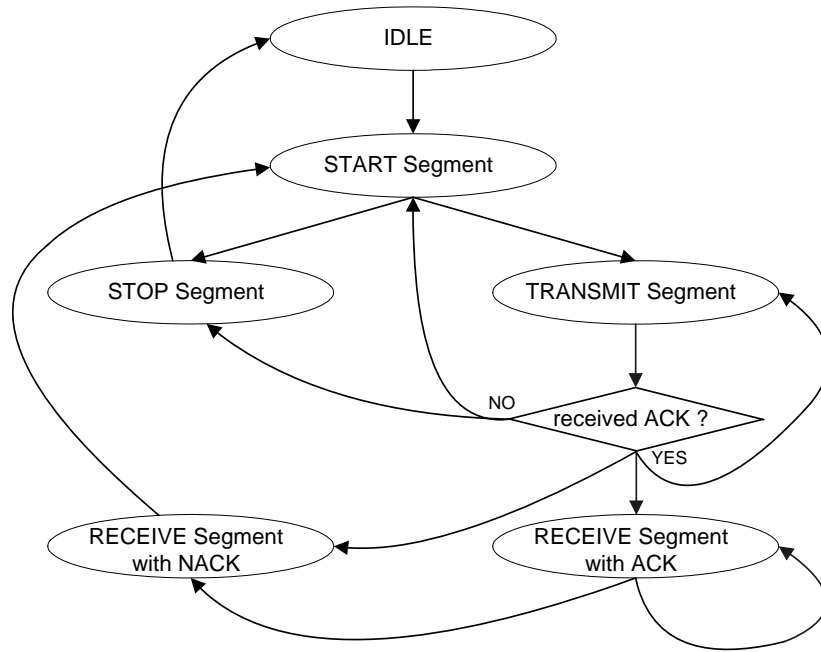 IDLE
START Segment
STOP Segment
TRANSMIT Segment
NO
received ACK ?
YES
RECEIVE Segment
with NACK
RECEIVE Segment
with ACK